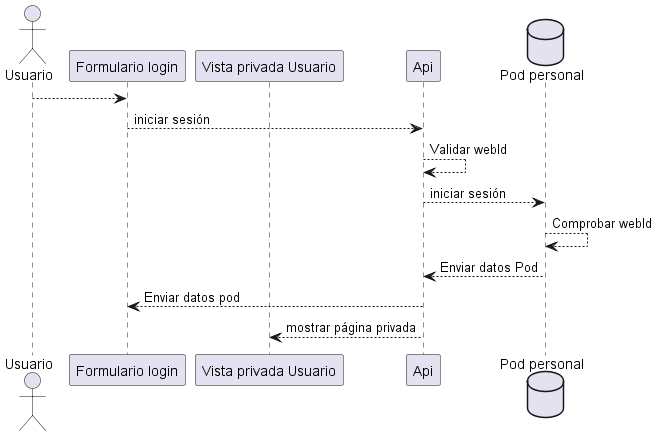 Usuario
Formulario login
Vista privada Usuario
Api
Pod personal
iniciar sesión
Validar webId
iniciar sesión
Comprobar webId
Enviar datos Pod
Enviar datos pod
mostrar página privada
Usuario
Formulario login
Vista privada Usuario
Api
Pod personal